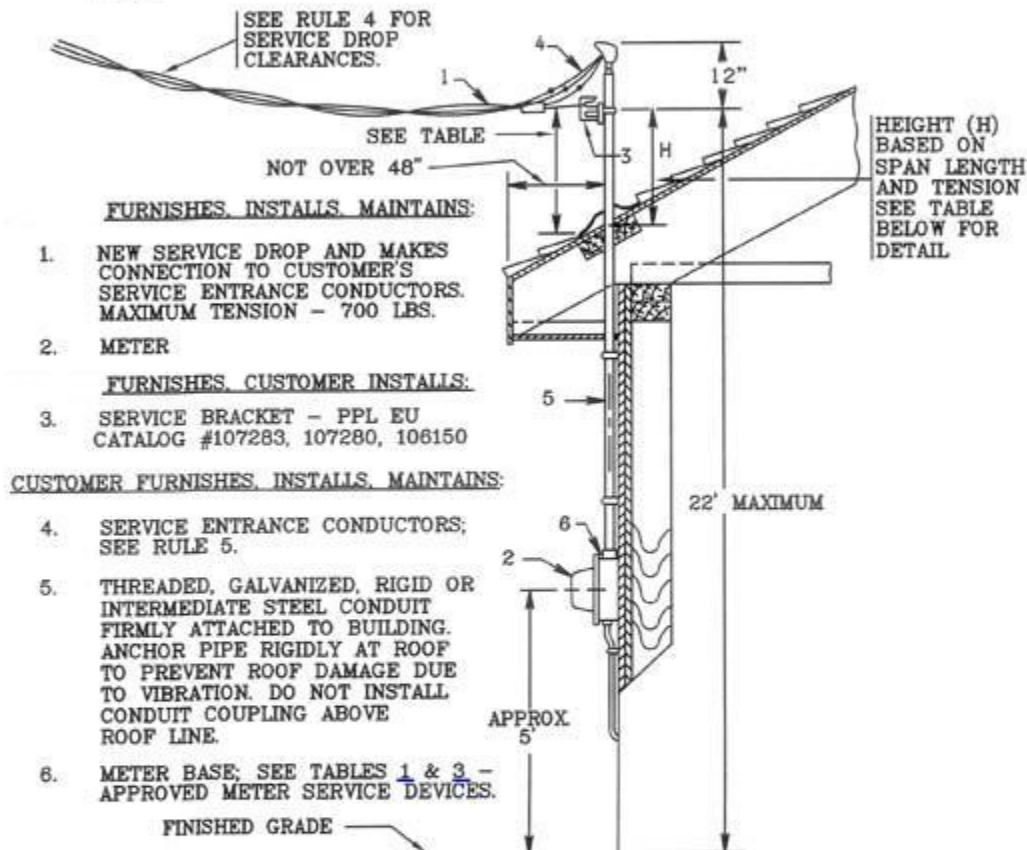 SEE RULE 4 FOR
SERVICE DROP
CLEARANCES.
4
12"
1
SEE TABLE
H
3
NOT OVER 48"
HEIGHT (H)
BASED ON
SPAN LENGTH
AND TENSION
SEE TABLE
BELOW FOR
DETAIL
FURNISHES, INSTALLS, MAINTAINS:
1. NEW SERVICE DROP AND MAKES
CONNECTION TO CUSTOMER'S
SERVICE ENTRANCE CONDUCTORS.
MAXIMUM TENSION – 700 LBS.
2. METER
FURNISHES, CUSTOMER INSTALLS:
3. SERVICE BRACKET – PPL EU
CATALOG #107283, 107280, 106150
CUSTOMER FURNISHES, INSTALLS, MAINTAINS:
4. SERVICE ENTRANCE CONDUCTORS;
SEE RULE 5.
5. THREADED, GALVANIZED, RIGID OR
INTERMEDIATE STEEL CONDUIT
FIRMLY ATTACHED TO BUILDING.
ANCHOR PIPE RIGIDLY AT ROOF
TO PREVENT ROOF DAMAGE DUE
TO VIBRATION. DO NOT INSTALL
CONDUIT COUPLING ABOVE
ROOF LINE.
6. METER BASE; SEE TABLES 1 & 3 –
APPROVED METER SERVICE DEVICES.
5
22' MAXIMUM
6
2
APPROX.
5'
FINISHED GRADE